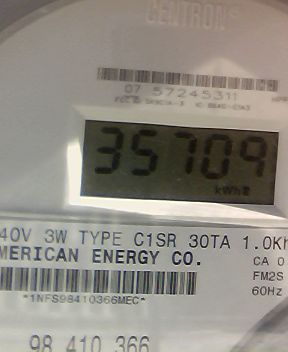 CENTRON®
07 57245311
35709
kWh
40V 3W TYPE C1SR 30TA 1.0Kh
MERICAN ENERGY CO.
CA 0
FM2S
60Hz
*1NFS98410366MEC*
98 410 366